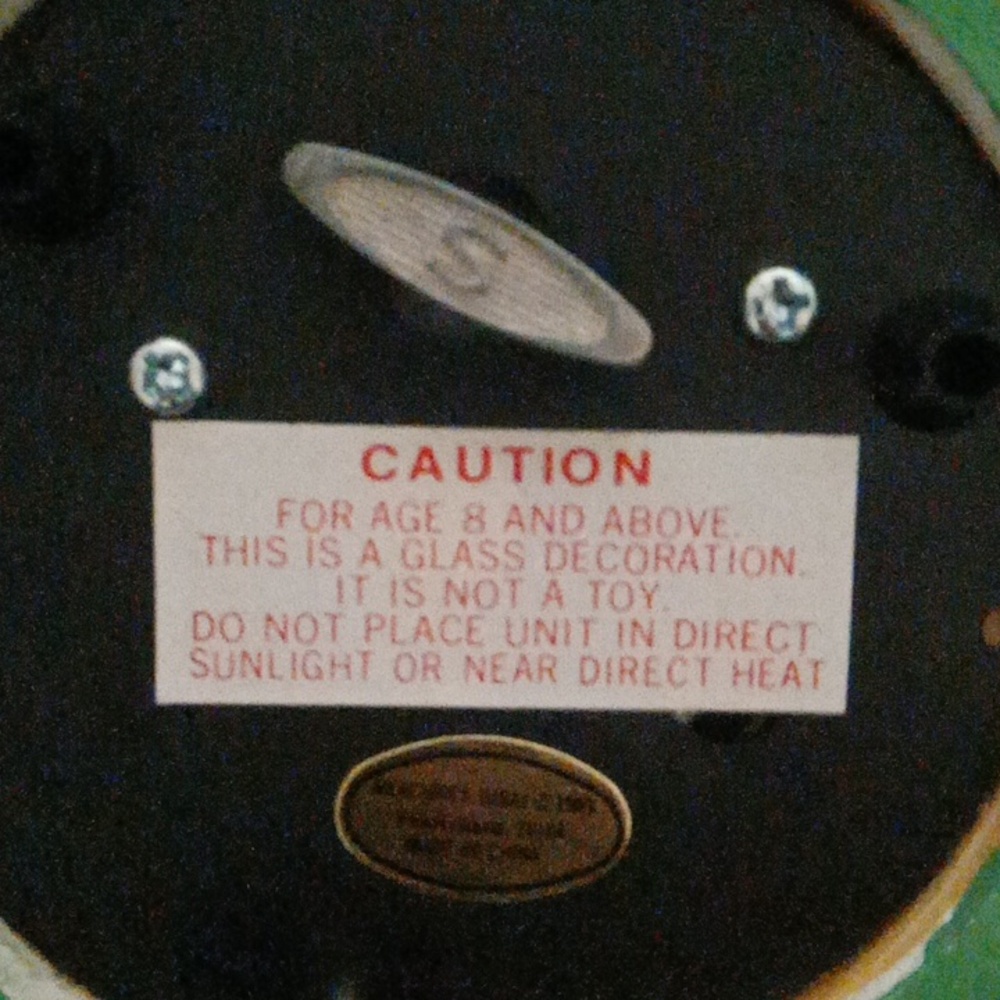 S
CAUTION
FOR AGE 8 AND ABOVE.
THIS IS A GLASS DECORATION.
IT IS NOT A TOY.
DO NOT PLACE UNIT IN DIRECT
SUNLIGHT OR NEAR DIRECT HEAT